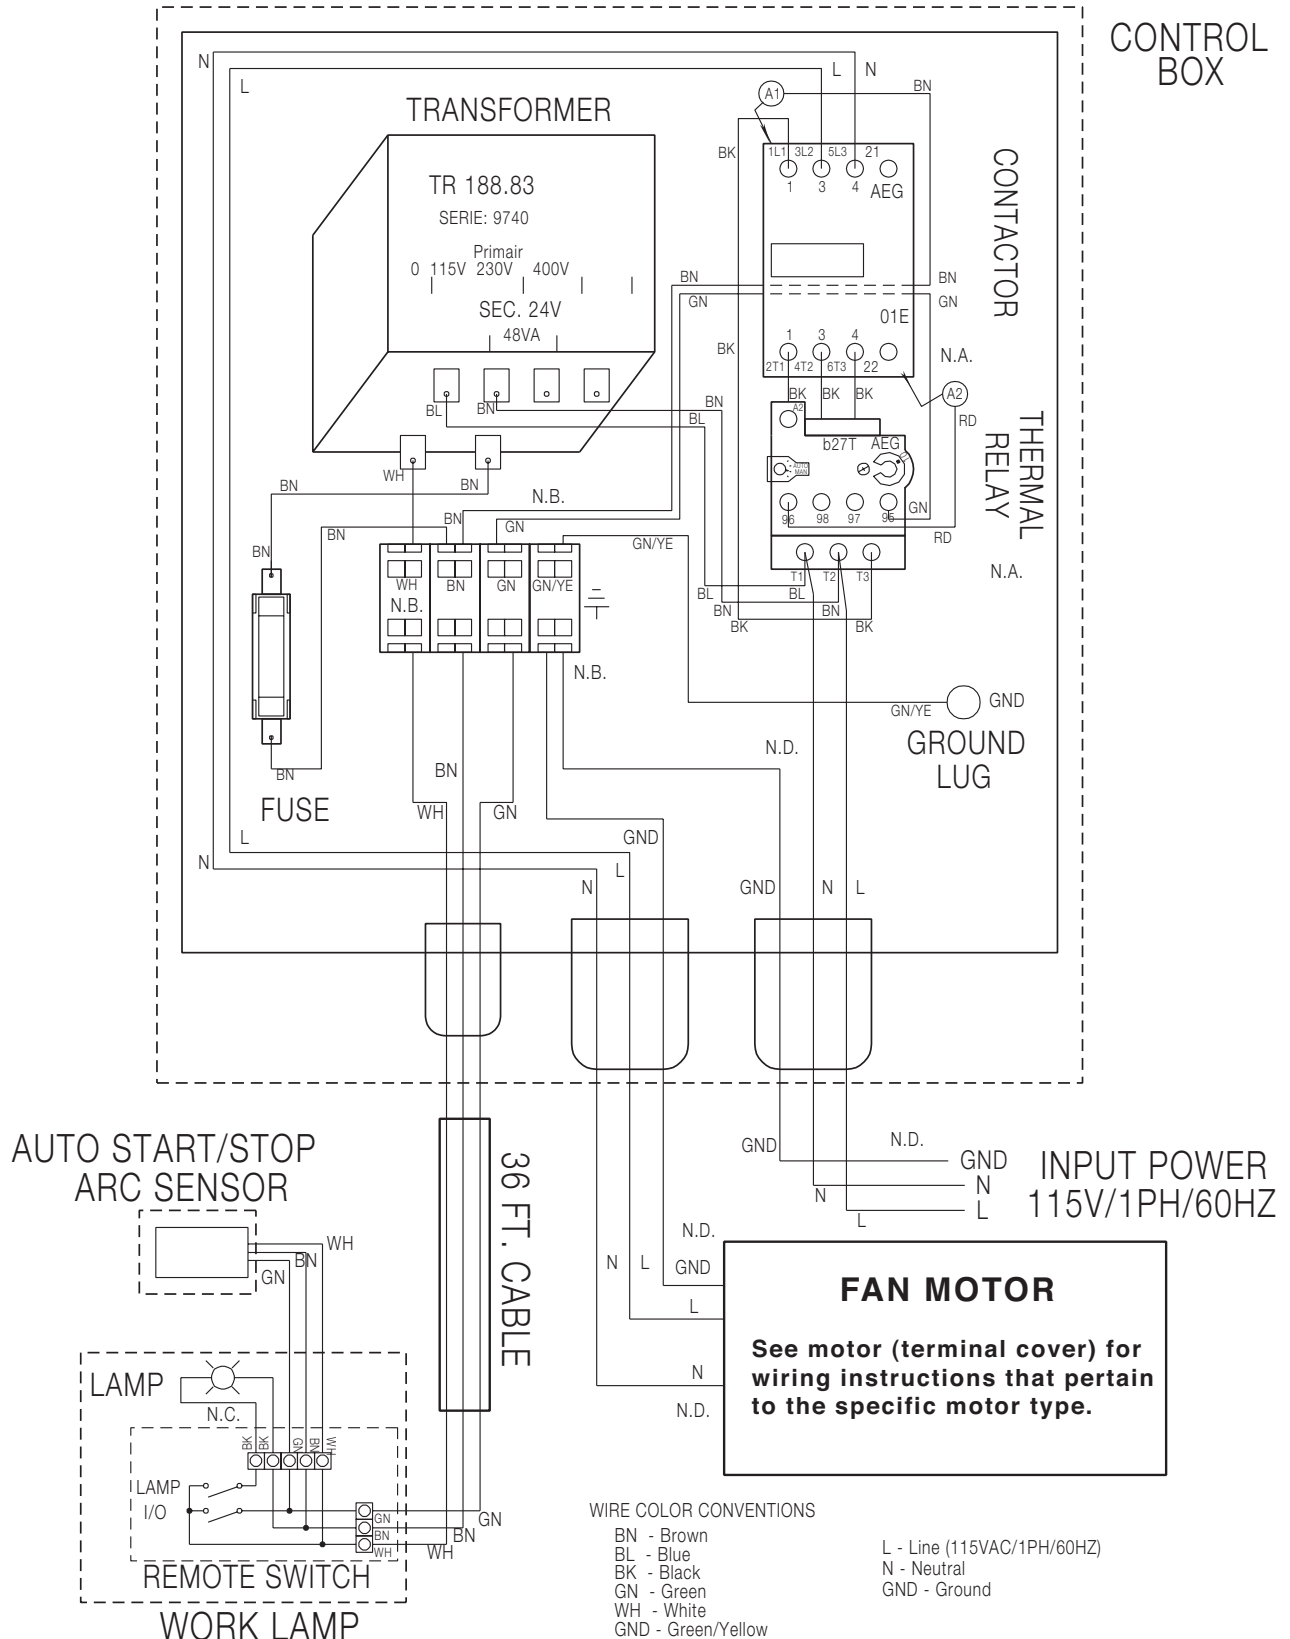 CONTROL
BOX
N
L
L
N
A1
BN
TRANSFORMER
BK
1L1 3L2 5L3 21
1 3 4
AEG
CONTACTOR
TR 188.83
SERIE: 9740
Primair
0 115V 230V 400V
SEC. 24V
48VA
BN
GN
BN
GN
01E
BK
1 3 4
2T1 4T2 6T3 22
N.A.
BK BK BK
A2
A2
RD
BL
BN
BN
BL
b27T AEG
AUTO
MAN
THERMAL
RELAY
96 98 97 95
GN
RD
WH
BN
BN
N.B.
BN
BN
GN
GN/YE
BN
WH BN GN GN/YE
N.B.
T1 T2 T3
N.A.
BL
BL
BN
BN
BK
BK
N.B.
GN/YE
GND
GROUND
LUG
N.D.
BN
BN
FUSE
WH
GN
L
N
GND
L
N
GND N L
AUTO START/STOP
ARC SENSOR
36 FT. CABLE
GND
N.D.
GND
N
L
N
L
INPUT POWER
115V/1PH/60HZ
WH
BN
GN
N.D.
N L GND
L
N
N.D.
FAN MOTOR
See motor (terminal cover) for
wiring instructions that pertain
to the specific motor type.
LAMP
N.C.
BK BK GN BN WH
LAMP
I/O
GN
BN
WH
GN
BN
WH
REMOTE SWITCH
WORK LAMP
WIRE COLOR CONVENTIONS
BN - Brown
BL - Blue
BK - Black
GN - Green
WH - White
GND - Green/Yellow
L - Line (115VAC/1PH/60HZ)
N - Neutral
GND - Ground